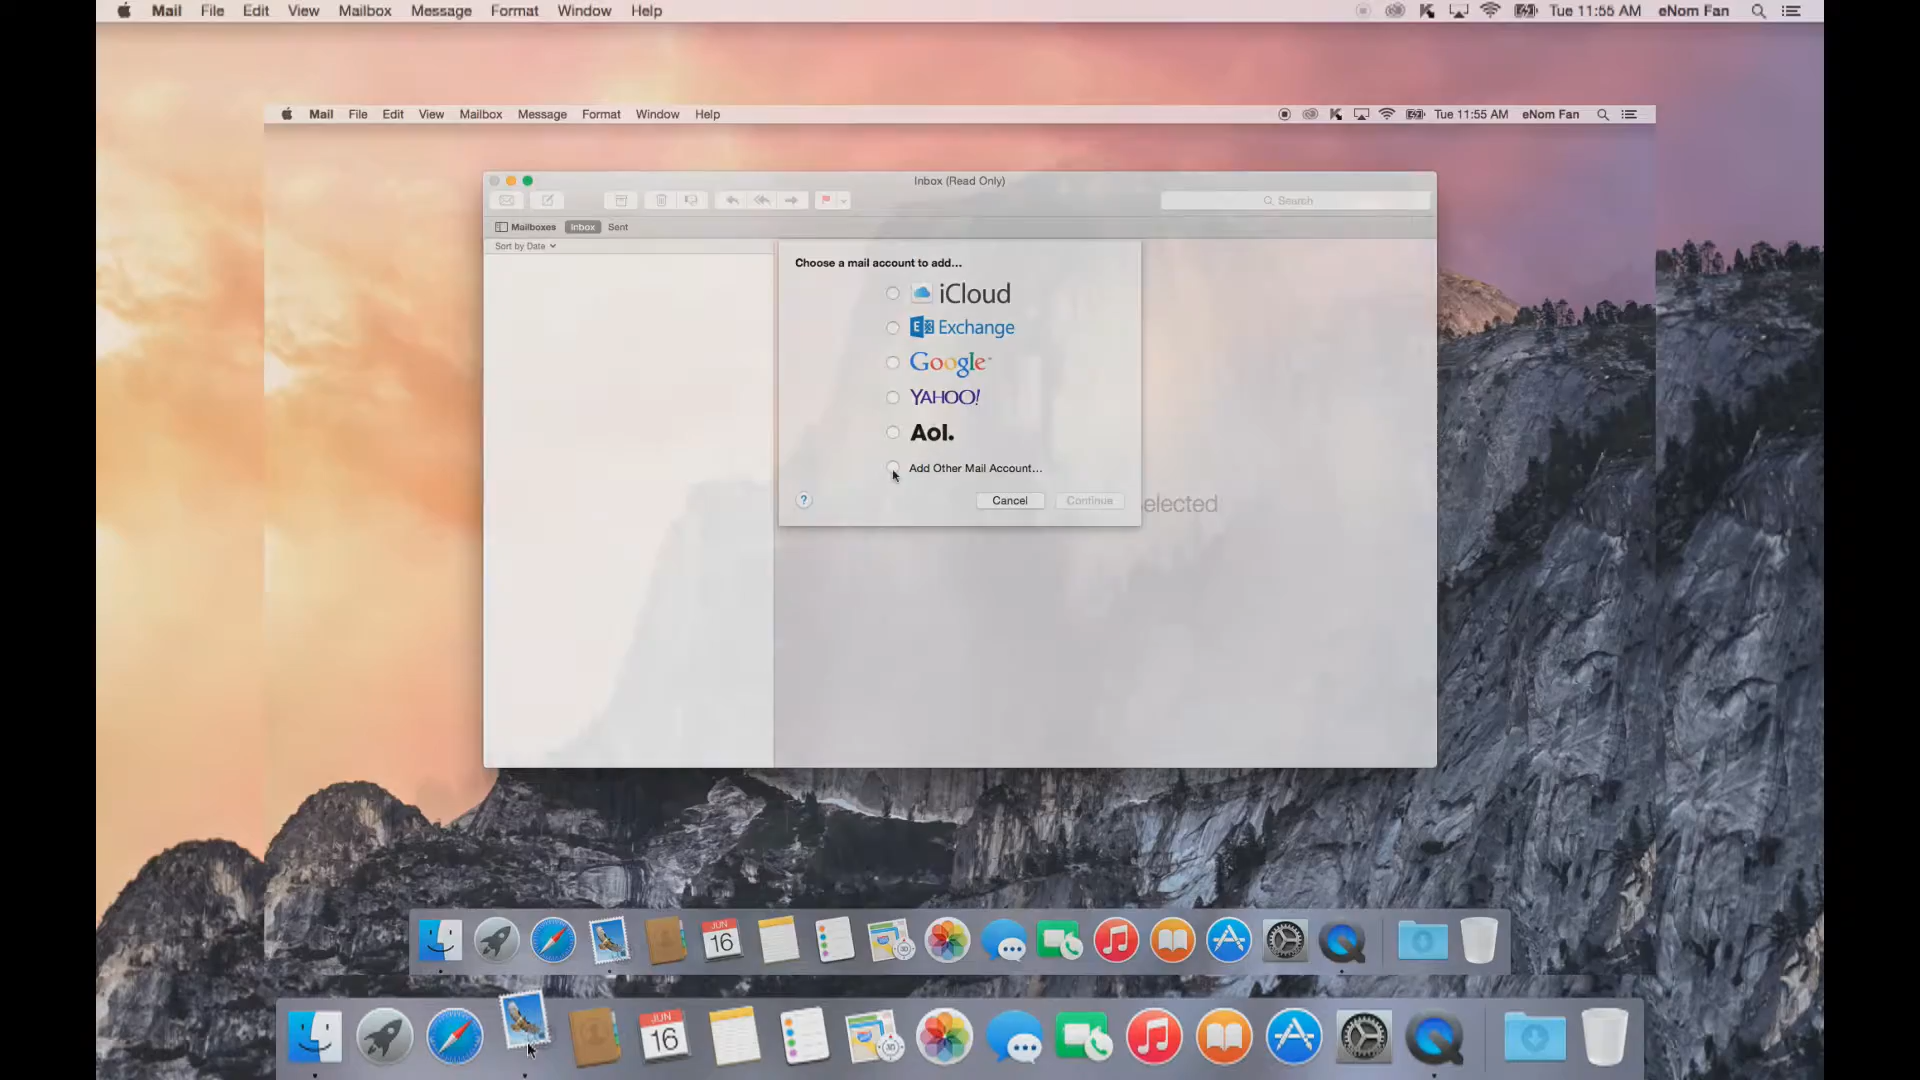 Mail File Edit View Mailbox Message Format Window Help Tue 11:55 AM eNom Fan
Mail File Edit View Mailbox Message Format Window Help Tue 11:55 AM eNom Fan
Inbox (Read Only)
Search
Mailboxes Inbox Sent
Sort by Date
Choose a mail account to add...
iCloud
Exchange
Google
YAHOO!
Aol.
Add Other Mail Account...
? Cancel Continue
elected
JUN
16
JUN
16